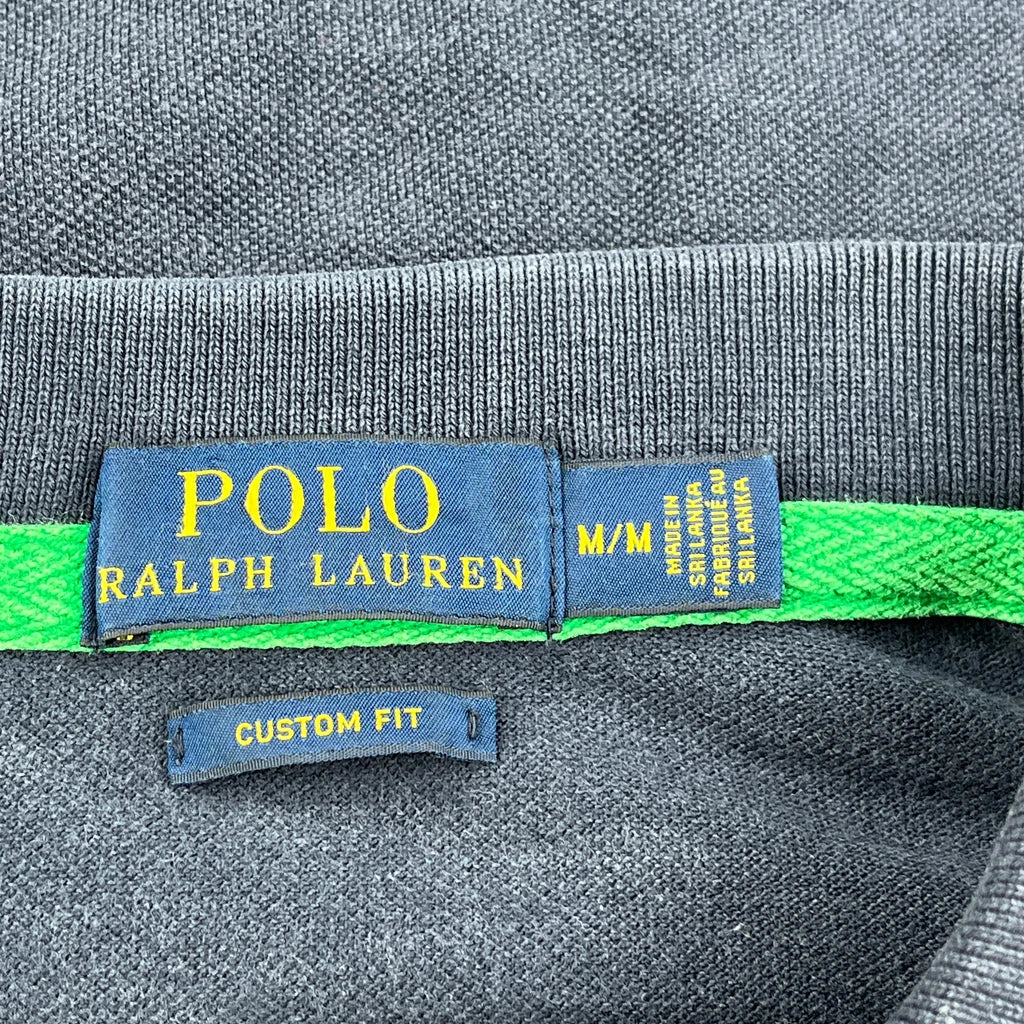 POLO
RALPH LAUREN
M/M
MADE IN
SRI LANKA
FABRIQUÉ AU
SRI LANKA
CUSTOM FIT